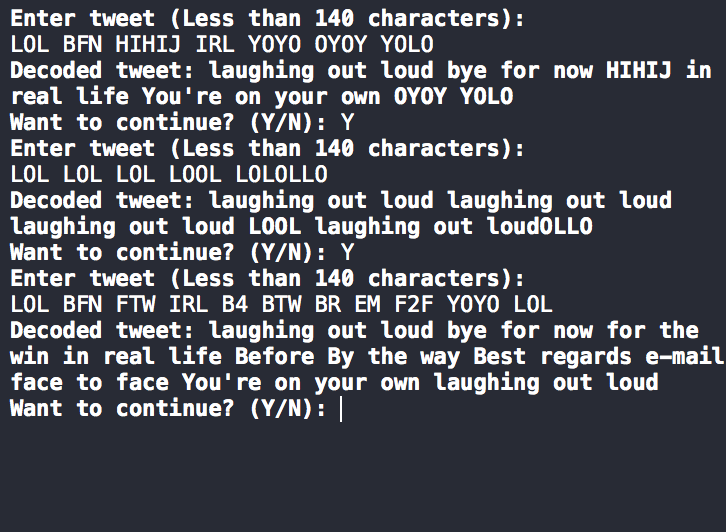 Enter tweet (Less than 140 characters):
LOL BFN HIHIJ IRL YOYO OYOY YOLO
Decoded tweet: laughing out loud bye for now HIHIJ in
real life You're on your own OYOY YOLO
Want to continue? (Y/N): Y
Enter tweet (Less than 140 characters):
LOL LOL LOL LOOL LOLOLLO
Decoded tweet: laughing out loud laughing out loud
laughing out loud LOOL laughing out loudOLLO
Want to continue? (Y/N): Y
Enter tweet (Less than 140 characters):
LOL BFN FTW IRL B4 BTW BR EM F2F YOYO LOL
Decoded tweet: laughing out loud bye for now for the
win in real life Before By the way Best regards e-mail
face to face You're on your own laughing out loud
Want to continue? (Y/N):